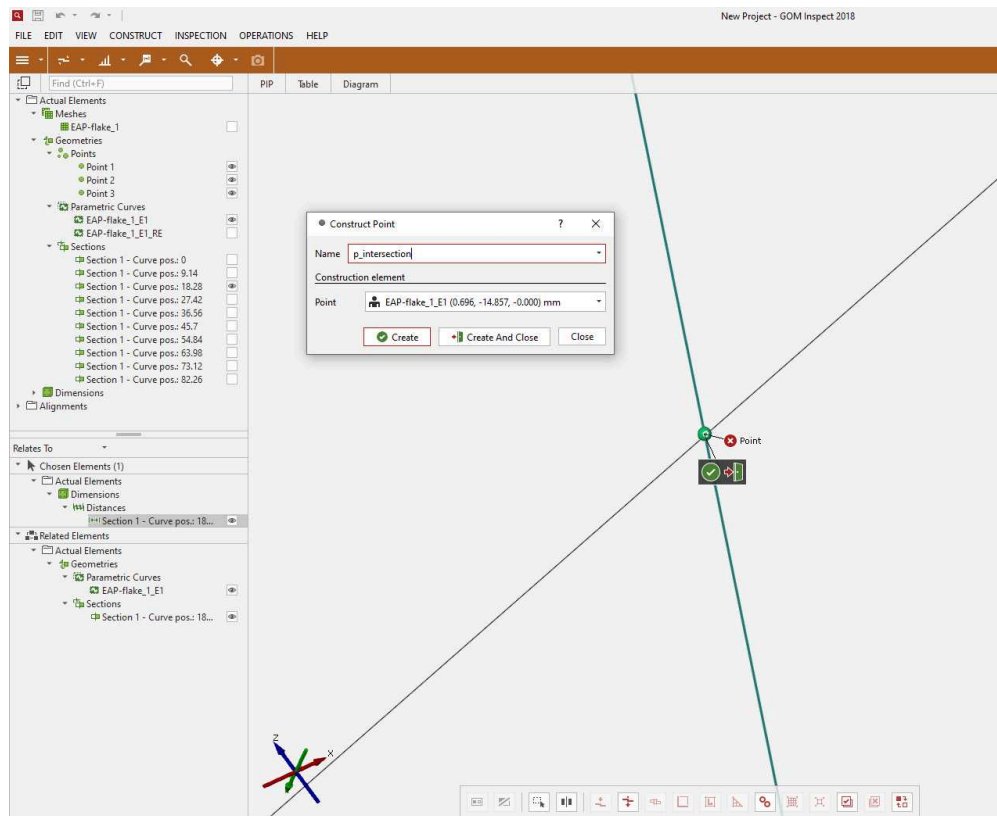 New Project - GOM Inspect 2018
FILE EDIT VIEW CONSTRUCT INSPECTION OPERATIONS HELP
Find (Ctrl+F)
PIP Table Diagram
Actual Elements
Meshes
EAP-flake_1
Geometries
Points
Point 1
Point 2
Point 3
Parametric Curves
EAP-flake_1_E1
EAP-flake_1_E1_RE
Sections
Section 1 - Curve pos.: 0
Section 1 - Curve pos.: 9.14
Section 1 - Curve pos.: 18.28
Section 1 - Curve pos.: 27.42
Section 1 - Curve pos.: 36.56
Section 1 - Curve pos.: 45.7
Section 1 - Curve pos.: 54.84
Section 1 - Curve pos.: 63.98
Section 1 - Curve pos.: 73.12
Section 1 - Curve pos.: 82.26
Dimensions
Alignments
Relates To
Chosen Elements (1)
Actual Elements
Dimensions
Distances
Section 1 - Curve pos.: 18...
Related Elements
Actual Elements
Geometries
Parametric Curves
EAP-flake_1_E1
Sections
Section 1 - Curve pos.: 18...
Construct Point ?
Name p_intersection
Construction element
Point EAP-flake_1_E1 (0.696, -14.857, -0.000) mm
Create Create And Close Close
Point
Z
X